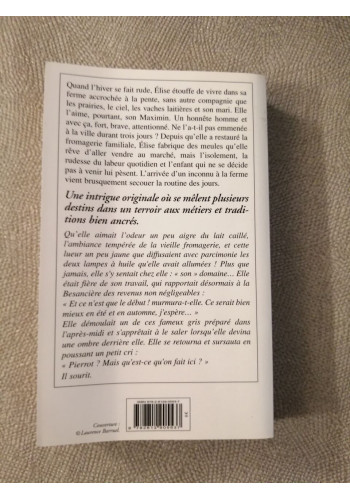 Quand l'hiver se fait rude, Élise étouffe de vivre dans sa
ferme accrochée à la pente, sans autre compagnie que
les prairies, le ciel, les vaches laitières et son mari. Elle
l'aime, pourtant, son Maximin. Un honnête homme et
avec ça, fort, brave, attentionné. Ne l'a-t-il pas emmenée
à la ville durant trois jours ? Depuis qu'elle a restauré la
fromagerie familiale, Élise fabrique des meules qu'elle
rêve d'aller vendre au marché, mais l'isolement, la
rudesse du labeur quotidien et l'enfant qui ne se décide
pas à venir lui pèsent. L'arrivée d'un inconnu à la ferme
vient brusquement secouer la routine des jours.
Une intrigue originale où se mêlent plusieurs
destins dans un terroir aux métiers et tradi-
tions bien ancrés.
Qu'elle aimait l'odeur un peu aigre du lait caillé,
l'ambiance tempérée de la vieille fromagerie, et cette
lueur un peu jaune que diffusaient avec parcimonie les
deux lampes à huile qu'elle avait allumées ! Plus que
jamais, elle s'y sentait chez elle : « son » domaine... Elle
était fière de son travail, qui rapportait désormais à la
Besancière des revenus non négligeables :
« Et ce n'est que le début ! murmura-t-elle. Ce serait bien
mieux en été et en automne, j'espère... »
Elle démoulait un de ces fameux gris préparé dans
l'après-midi et s'apprêtait à le saler lorsqu'elle devina
une ombre derrière elle. Elle se retourna et sursauta en
poussant un petit cri :
« Pierrot ? Mais qu'est-ce qu'on fait ici ? »
Il sourit.
Couverture :
© Laurence Berruel